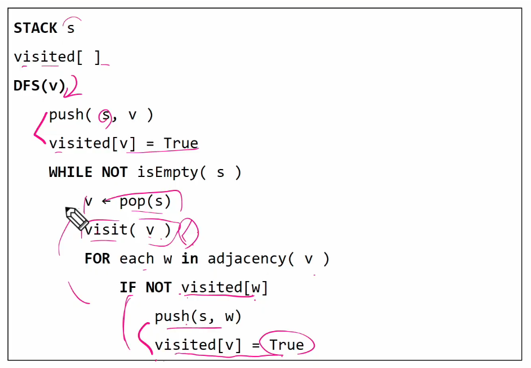 STACK s
visited[ ]
DFS(v)
push( s, v )
visited[v] = True
WHILE NOT isEmpty( s )
v ← pop(s)
visit( v )
FOR each w in adjacency( v )
IF NOT visited[w]
push(s, w)
visited[v] = True